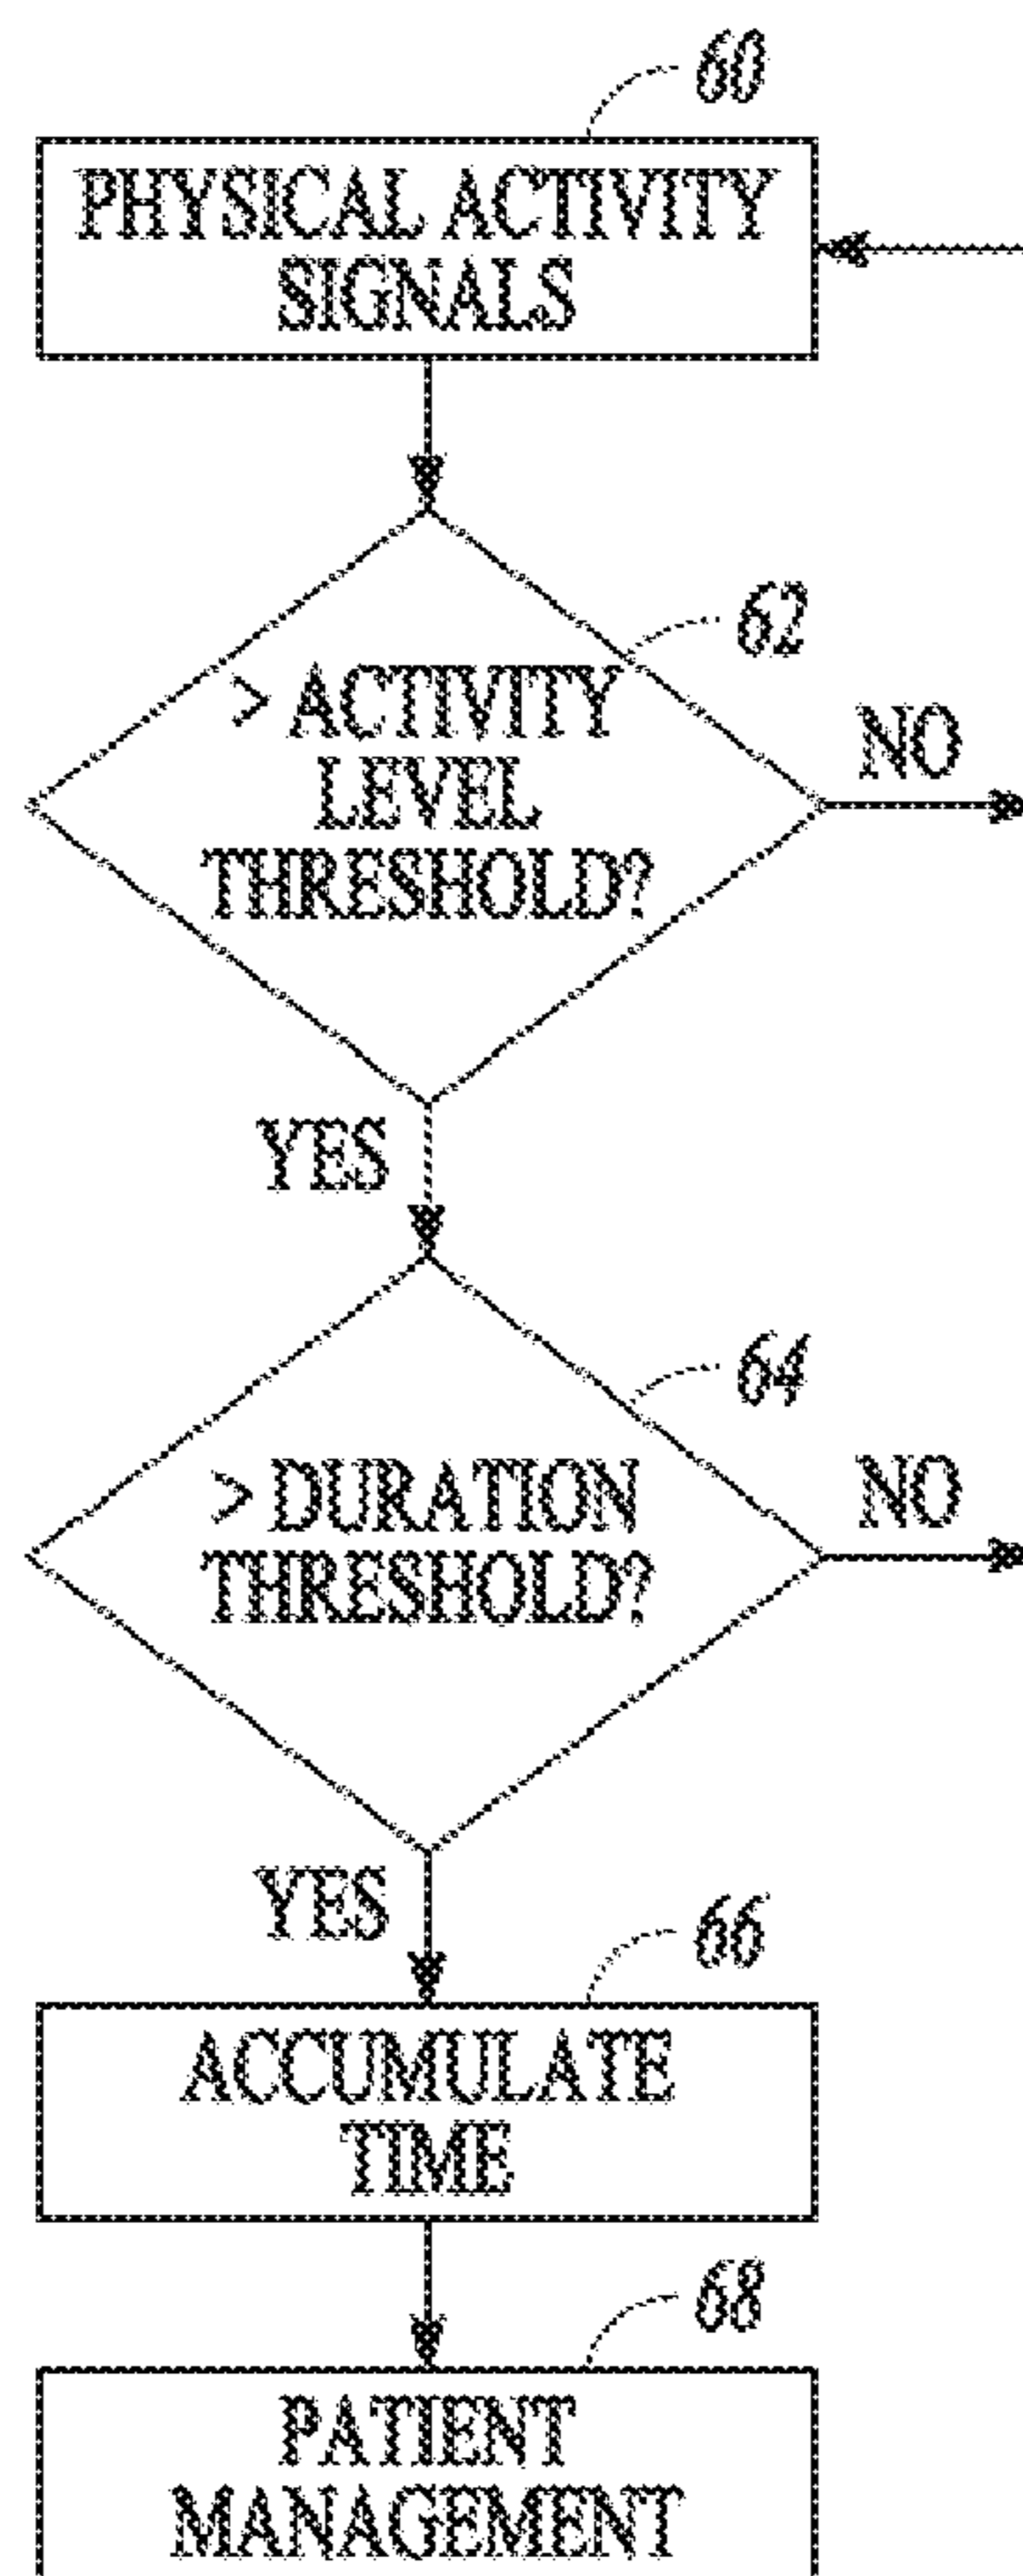 60
PHYSICAL ACTIVITY
SIGNALS
62
> ACTIVITY
LEVEL
THRESHOLD?
NO
YES
64
> DURATION
THRESHOLD?
NO
YES
66
ACCUMULATE
TIME
68
PATIENT
MANAGEMENT